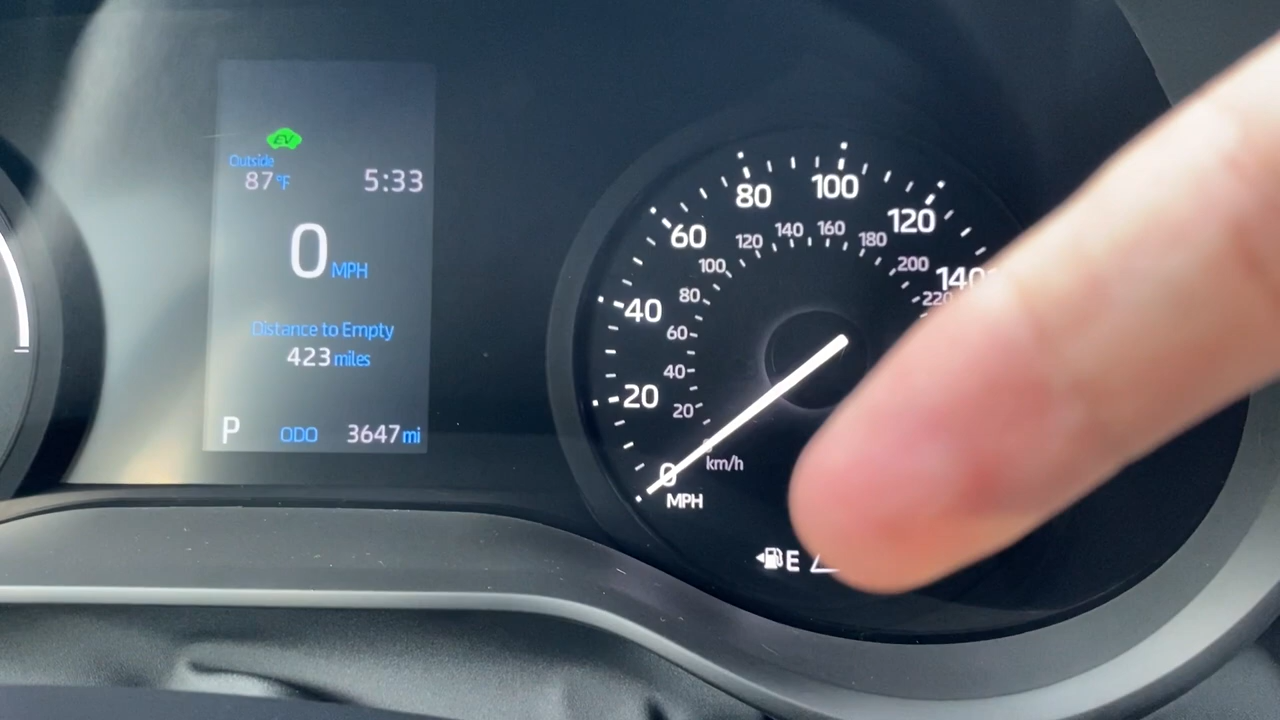 EV
Outside
87°F 5:33
0 MPH
Distance to Empty
423 miles
P ODO 3647 mi
0 20 40 60 80 100 120 140
20 40 60 80 100 120 140 160 180 200 220
km/h
MPH
E